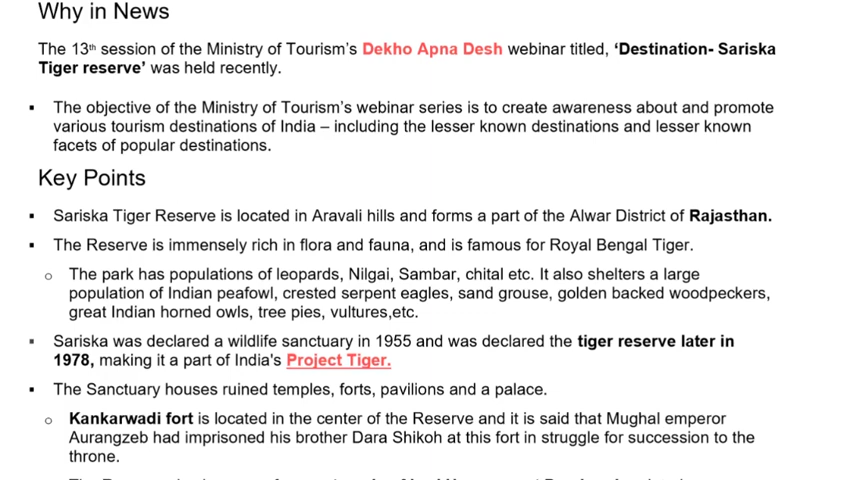 Why in News
The 13th session of the Ministry of Tourism's Dekho Apna Desh webinar titled, 'Destination- Sariska
Tiger reserve' was held recently.
▪ The objective of the Ministry of Tourism's webinar series is to create awareness about and promote
various tourism destinations of India – including the lesser known destinations and lesser known
facets of popular destinations.
Key Points
▪ Sariska Tiger Reserve is located in Aravali hills and forms a part of the Alwar District of Rajasthan.
▪ The Reserve is immensely rich in flora and fauna, and is famous for Royal Bengal Tiger.
o The park has populations of leopards, Nilgai, Sambar, chital etc. It also shelters a large
population of Indian peafowl, crested serpent eagles, sand grouse, golden backed woodpeckers,
great Indian horned owls, tree pies, vultures,etc.
▪ Sariska was declared a wildlife sanctuary in 1955 and was declared the tiger reserve later in
1978, making it a part of India's Project Tiger.
▪ The Sanctuary houses ruined temples, forts, pavilions and a palace.
o Kankarwadi fort is located in the center of the Reserve and it is said that Mughal emperor
Aurangzeb had imprisoned his brother Dara Shikoh at this fort in struggle for succession to the
throne.